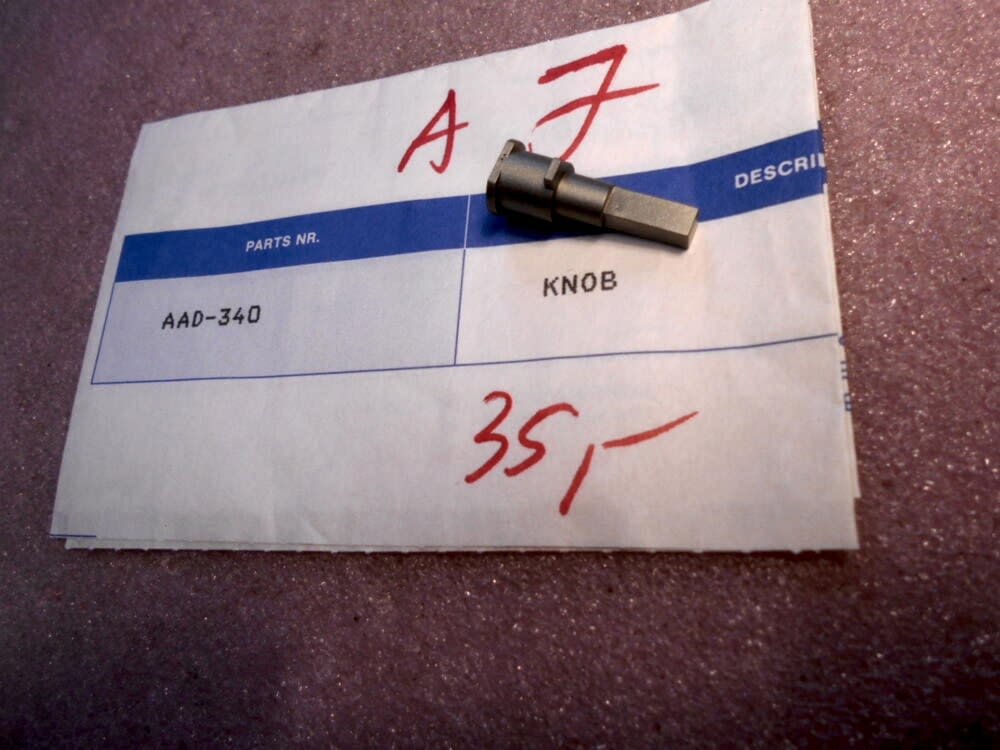 A 7
PARTS NR. DESCRI
AAD-340 KNOB
35,-